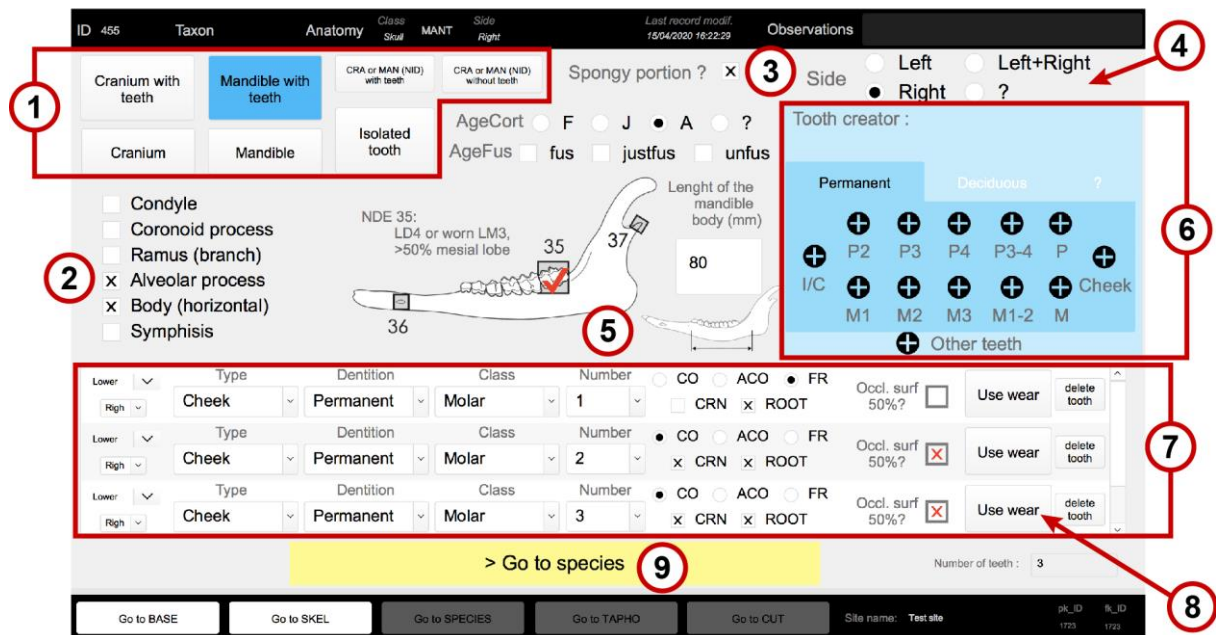 ID 455 Taxon Anatomy Class Skull MANT Side Right Last record modif. 15/04/2020 16:22:29 Observations
1
Cranium with teeth
Mandible with teeth
CRA or MAN (NID) with teeth
CRA or MAN (NID) without teeth
Cranium
Mandible
Isolated tooth
Spongy portion ? x
3
Side Left Left+Right
Right ?
4
AgeCort F J A ?
AgeFus fus justfus unfus
2
Condyle
Coronoid process
Ramus (branch)
x Alveolar process
x Body (horizontal)
Symphisis
NDE 35:
LD4 or worn LM3,
>50% mesial lobe
35
37
36
5
Lenght of the
mandible
body (mm)
80
Tooth creator :
Permanent Deciduous ?
6
P2 P3 P4 P3-4 P
I/C Cheek
M1 M2 M3 M1-2 M
Other teeth
7
Lower Type Dentition Class Number CO ACO FR
Righ Cheek Permanent Molar 1 CRN x ROOT
Occl. surf
50%?
Use wear
delete
tooth
Lower Type Dentition Class Number CO ACO FR
Righ Cheek Permanent Molar 2 x CRN x ROOT
Occl. surf
50%? X
Use wear
delete
tooth
Lower Type Dentition Class Number CO ACO FR
Righ Cheek Permanent Molar 3 x CRN x ROOT
Occl. surf
50%? X
Use wear
delete
tooth
8
> Go to species
9
Number of teeth : 3
Go to BASE Go to SKEL Go to SPECIES Go to TAPHO Go to CUT Site name: Test site
pk_ID fk_ID
1723 1723